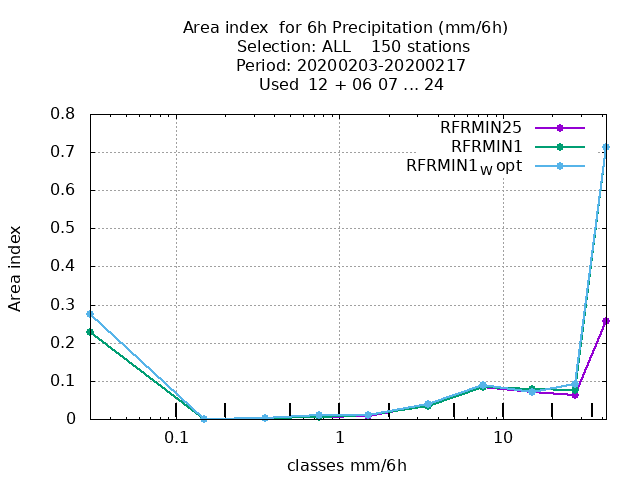 Area index  for 6h Precipitation (mm/6h)
Selection: ALL    150 stations
Period: 20200203-20200217
Used  12 + 06 07 ... 24
0.8
0.7
0.6
0.5
0.4
0.3
0.2
0.1
0
Area index
RFRMIN25
RFRMIN1
RFRMIN1w opt
0.1
1
10
classes mm/6h